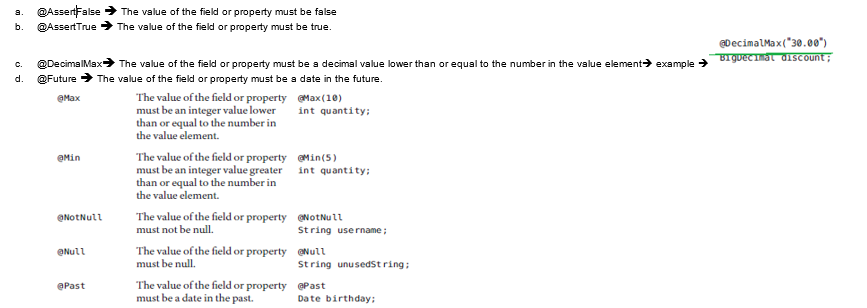 a. @AssertFalse ➔ The value of the field or property must be false
b. @AssertTrue ➔ The value of the field or property must be true.
@DecimalMax("30.00")
BigDecimal discount;
c. @DecimalMax➔ The value of the field or property must be a decimal value lower than or equal to the number in the value element➔ example ➔
d. @Future ➔ The value of the field or property must be a date in the future.
@Max The value of the field or property @Max(10)
must be an integer value lower int quantity;
than or equal to the number in
the value element.
@Min The value of the field or property @Min(5)
must be an integer value greater int quantity;
than or equal to the number in
the value element.
@NotNull The value of the field or property @NotNull
must not be null. String username;
@Null The value of the field or property @Null
must be null. String unusedString;
@Past The value of the field or property @Past
must be a date in the past. Date birthday;